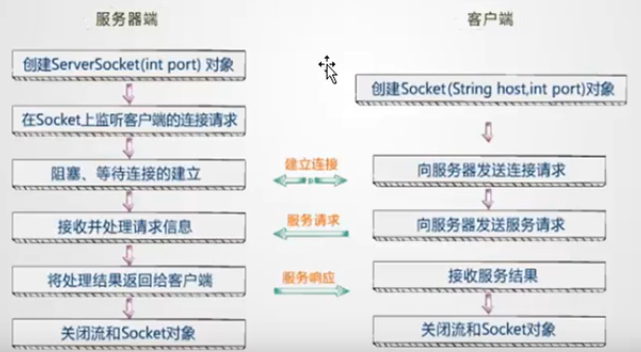 服务器端
客户端
创建ServerSocket(int port) 对象
创建Socket(String host,int port)对象
在Socket上监听客户端的连接请求
阻塞、等待连接的建立
建立连接
向服务器发送连接请求
接收并处理请求信息
服务请求
向服务器发送服务请求
将处理结果返回给客户端
服务响应
接收服务结果
关闭流和Socket对象
关闭流和Socket对象